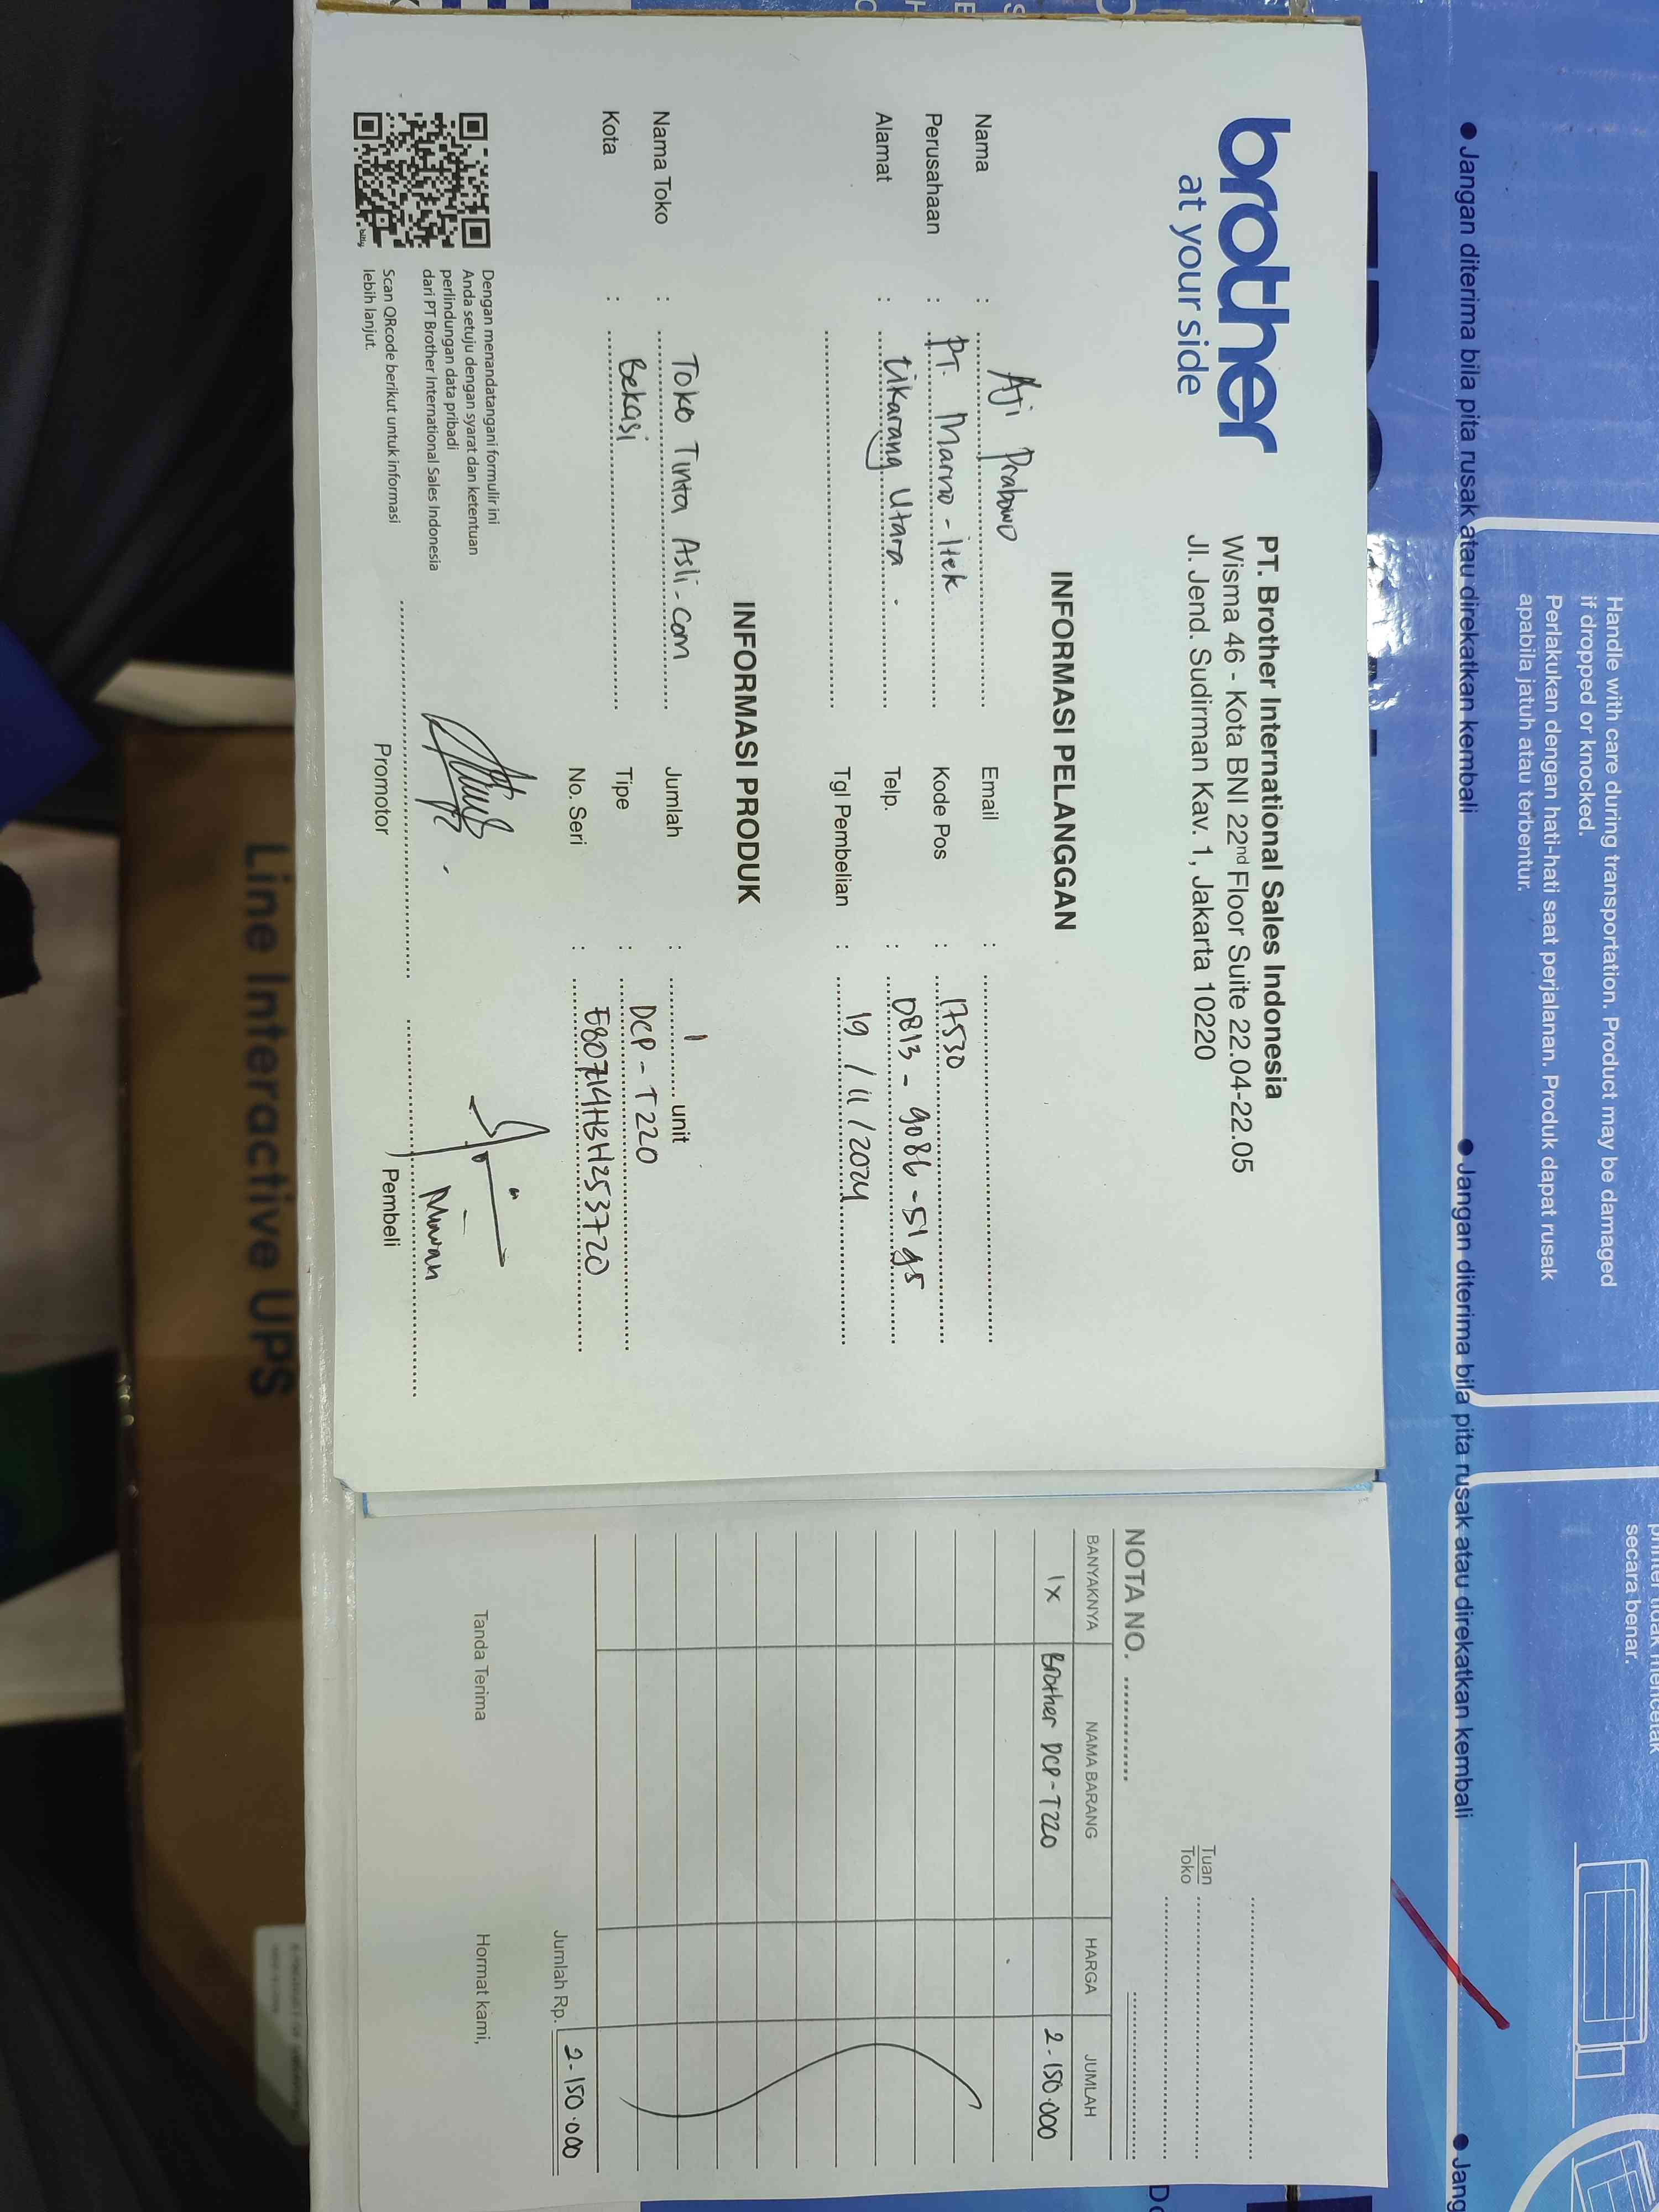 brother
at your side
PT. Brother International Sales Indonesia
Wisma 46 - Kota BNI 22nd Floor Suite 22.04-22.05
Jl. Jend. Sudirman Kav. 1, Jakarta 10220
INFORMASI PELANGGAN
Nama : Aji Prabowo
Email :
Perusahaan : PT. Marno - itek
Kode Pos : 17530
Alamat : Cikarang Utara.
Telp. : 0813 - 9086 - 5195
Tgl Pembelian : 19 / 11 / 2024
INFORMASI PRODUK
Nama Toko : Toko Tinta Asli.com
Jumlah : 1 unit
Kota : Bekasi
Tipe : DCP - T220
No. Seri : E80714H3H253720
Dengan menandatangani formulir ini
Anda setuju dengan syarat dan ketentuan
perlindungan data pribadi
dari PT Brother International Sales Indonesia
Scan QRcode berikut untuk informasi
lebih lanjut.
Promotor
Pembeli
NOTA NO.
Tuan
Toko
BANYAKNYA NAMA BARANG HARGA JUMLAH
1x Brother DCP - T220 2.150.000
Jumlah Rp. 2.150.000
Tanda Terima
Hormat kami,
Handle with care during transportation. Product may be damaged
if dropped or knocked.
Perlakukan dengan hati-hati saat perjalanan. Produk dapat rusak
apabila jatuh atau terbentur.
secara benar.
● Jangan diterima bila pita rusak atau direkatkan kembali
● Jangan diterima bila pita rusak atau direkatkan kembali
● Jang
Line Interactive UPS